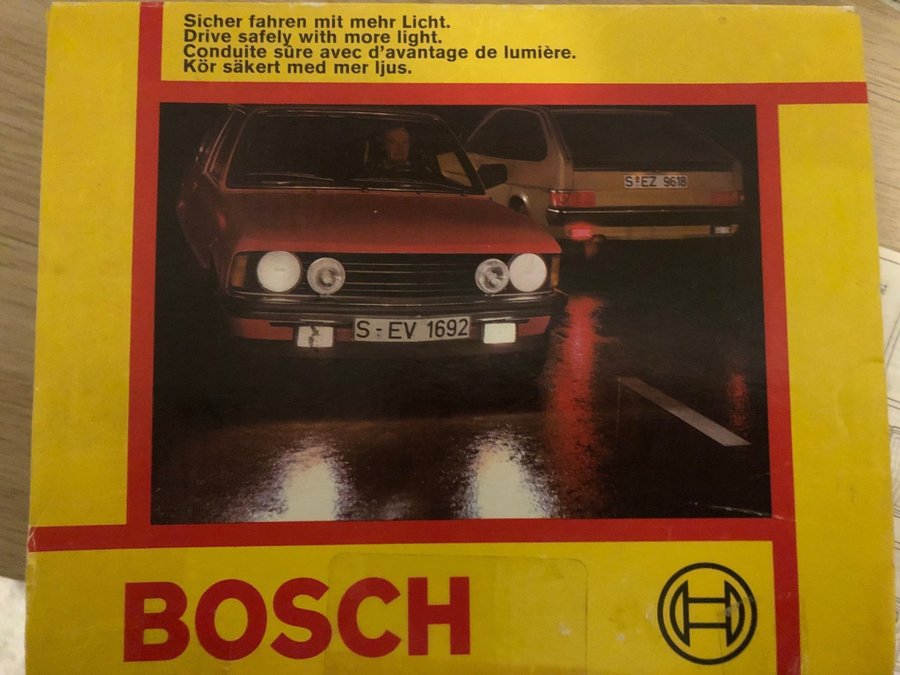 Sicher fahren mit mehr Licht.
Drive safely with more light.
Conduite sûre avec d'avantage de lumière.
Kör säkert med mer ljus.
S-EZ 9618
S-EV 1692
BOSCH